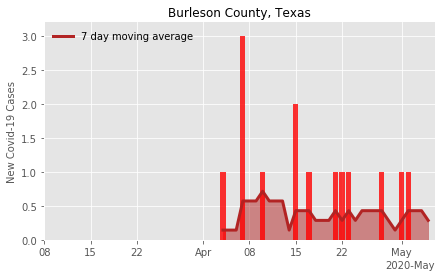 Burleson County, Texas
7 day moving average
New Covid-19 Cases
3.0
2.5
2.0
1.5
1.0
0.5
0.0
08 15 22 Apr 08 15 22 May
2020-May